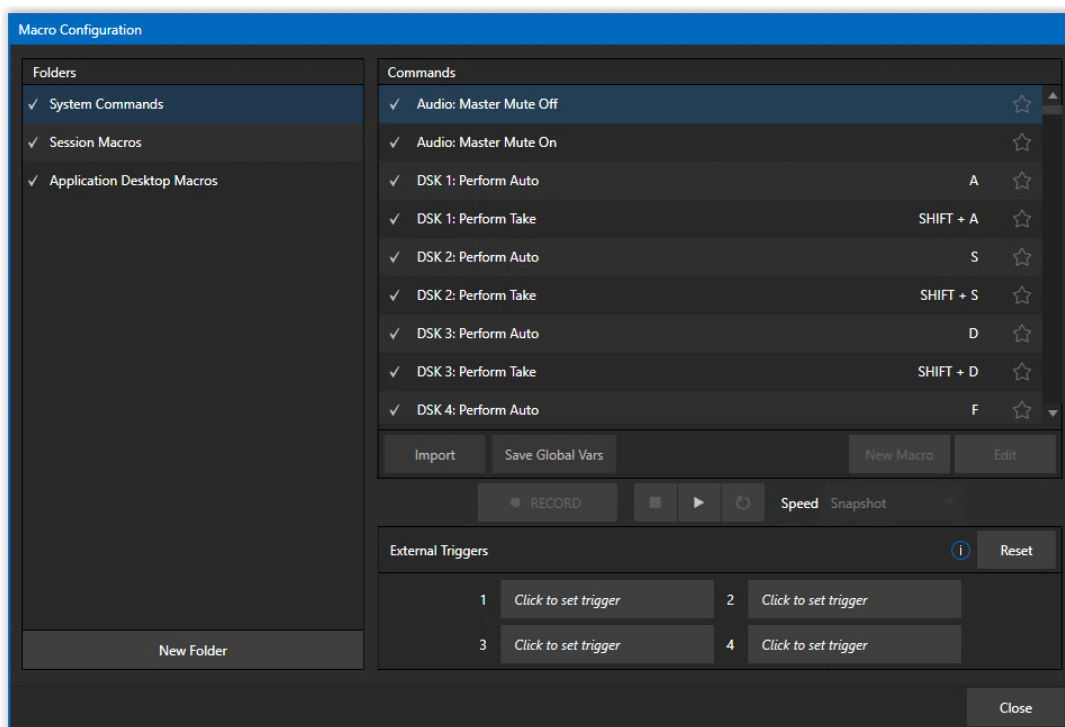 Macro Configuration
Folders
System Commands
Session Macros
Application Desktop Macros
New Folder
Commands
Audio: Master Mute Off
Audio: Master Mute On
DSK 1: Perform Auto A
DSK 1: Perform Take SHIFT + A
DSK 2: Perform Auto S
DSK 2: Perform Take SHIFT + S
DSK 3: Perform Auto D
DSK 3: Perform Take SHIFT + D
DSK 4: Perform Auto F
Import Save Global Vars New Macro Edit
RECORD Speed Snapshot
External Triggers i Reset
1 Click to set trigger 2 Click to set trigger
3 Click to set trigger 4 Click to set trigger
Close